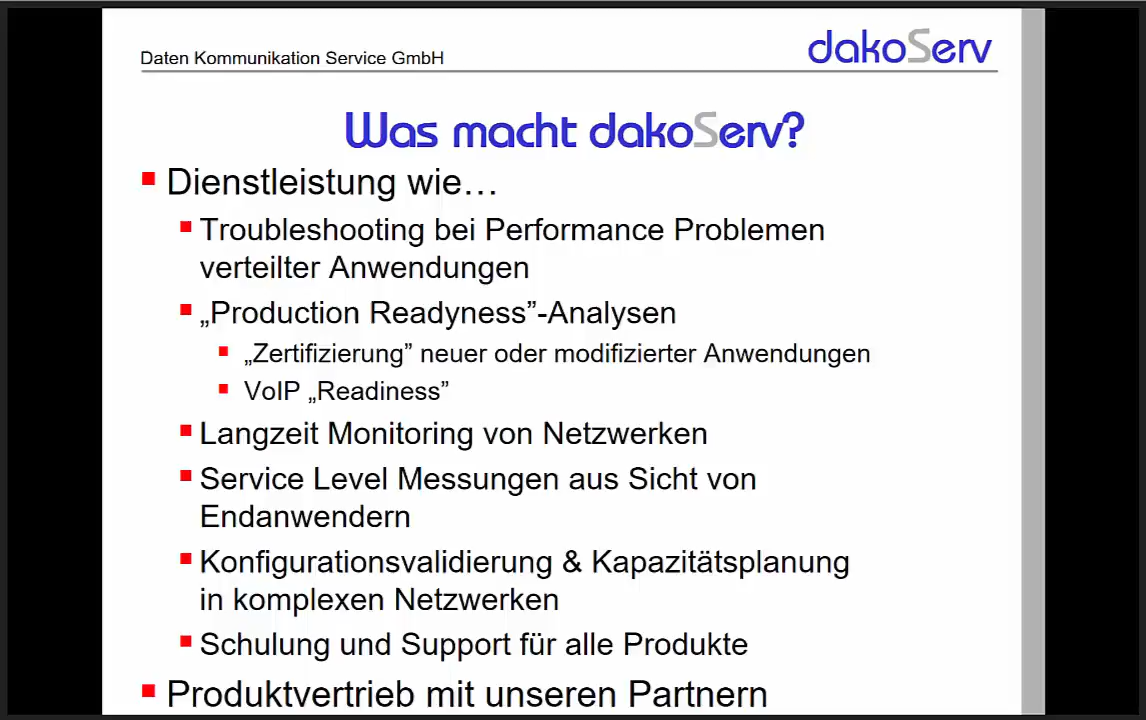 Daten Kommunikation Service GmbH
dakoServ
Was macht dakoServ?
Dienstleistung wie…
Troubleshooting bei Performance Problemen
verteilter Anwendungen
„Production Readyness”-Analysen
„Zertifizierung” neuer oder modifizierter Anwendungen
VoIP „Readiness”
Langzeit Monitoring von Netzwerken
Service Level Messungen aus Sicht von
Endanwendern
Konfigurationsvalidierung & Kapazitätsplanung
in komplexen Netzwerken
Schulung und Support für alle Produkte
Produktvertrieb mit unseren Partnern